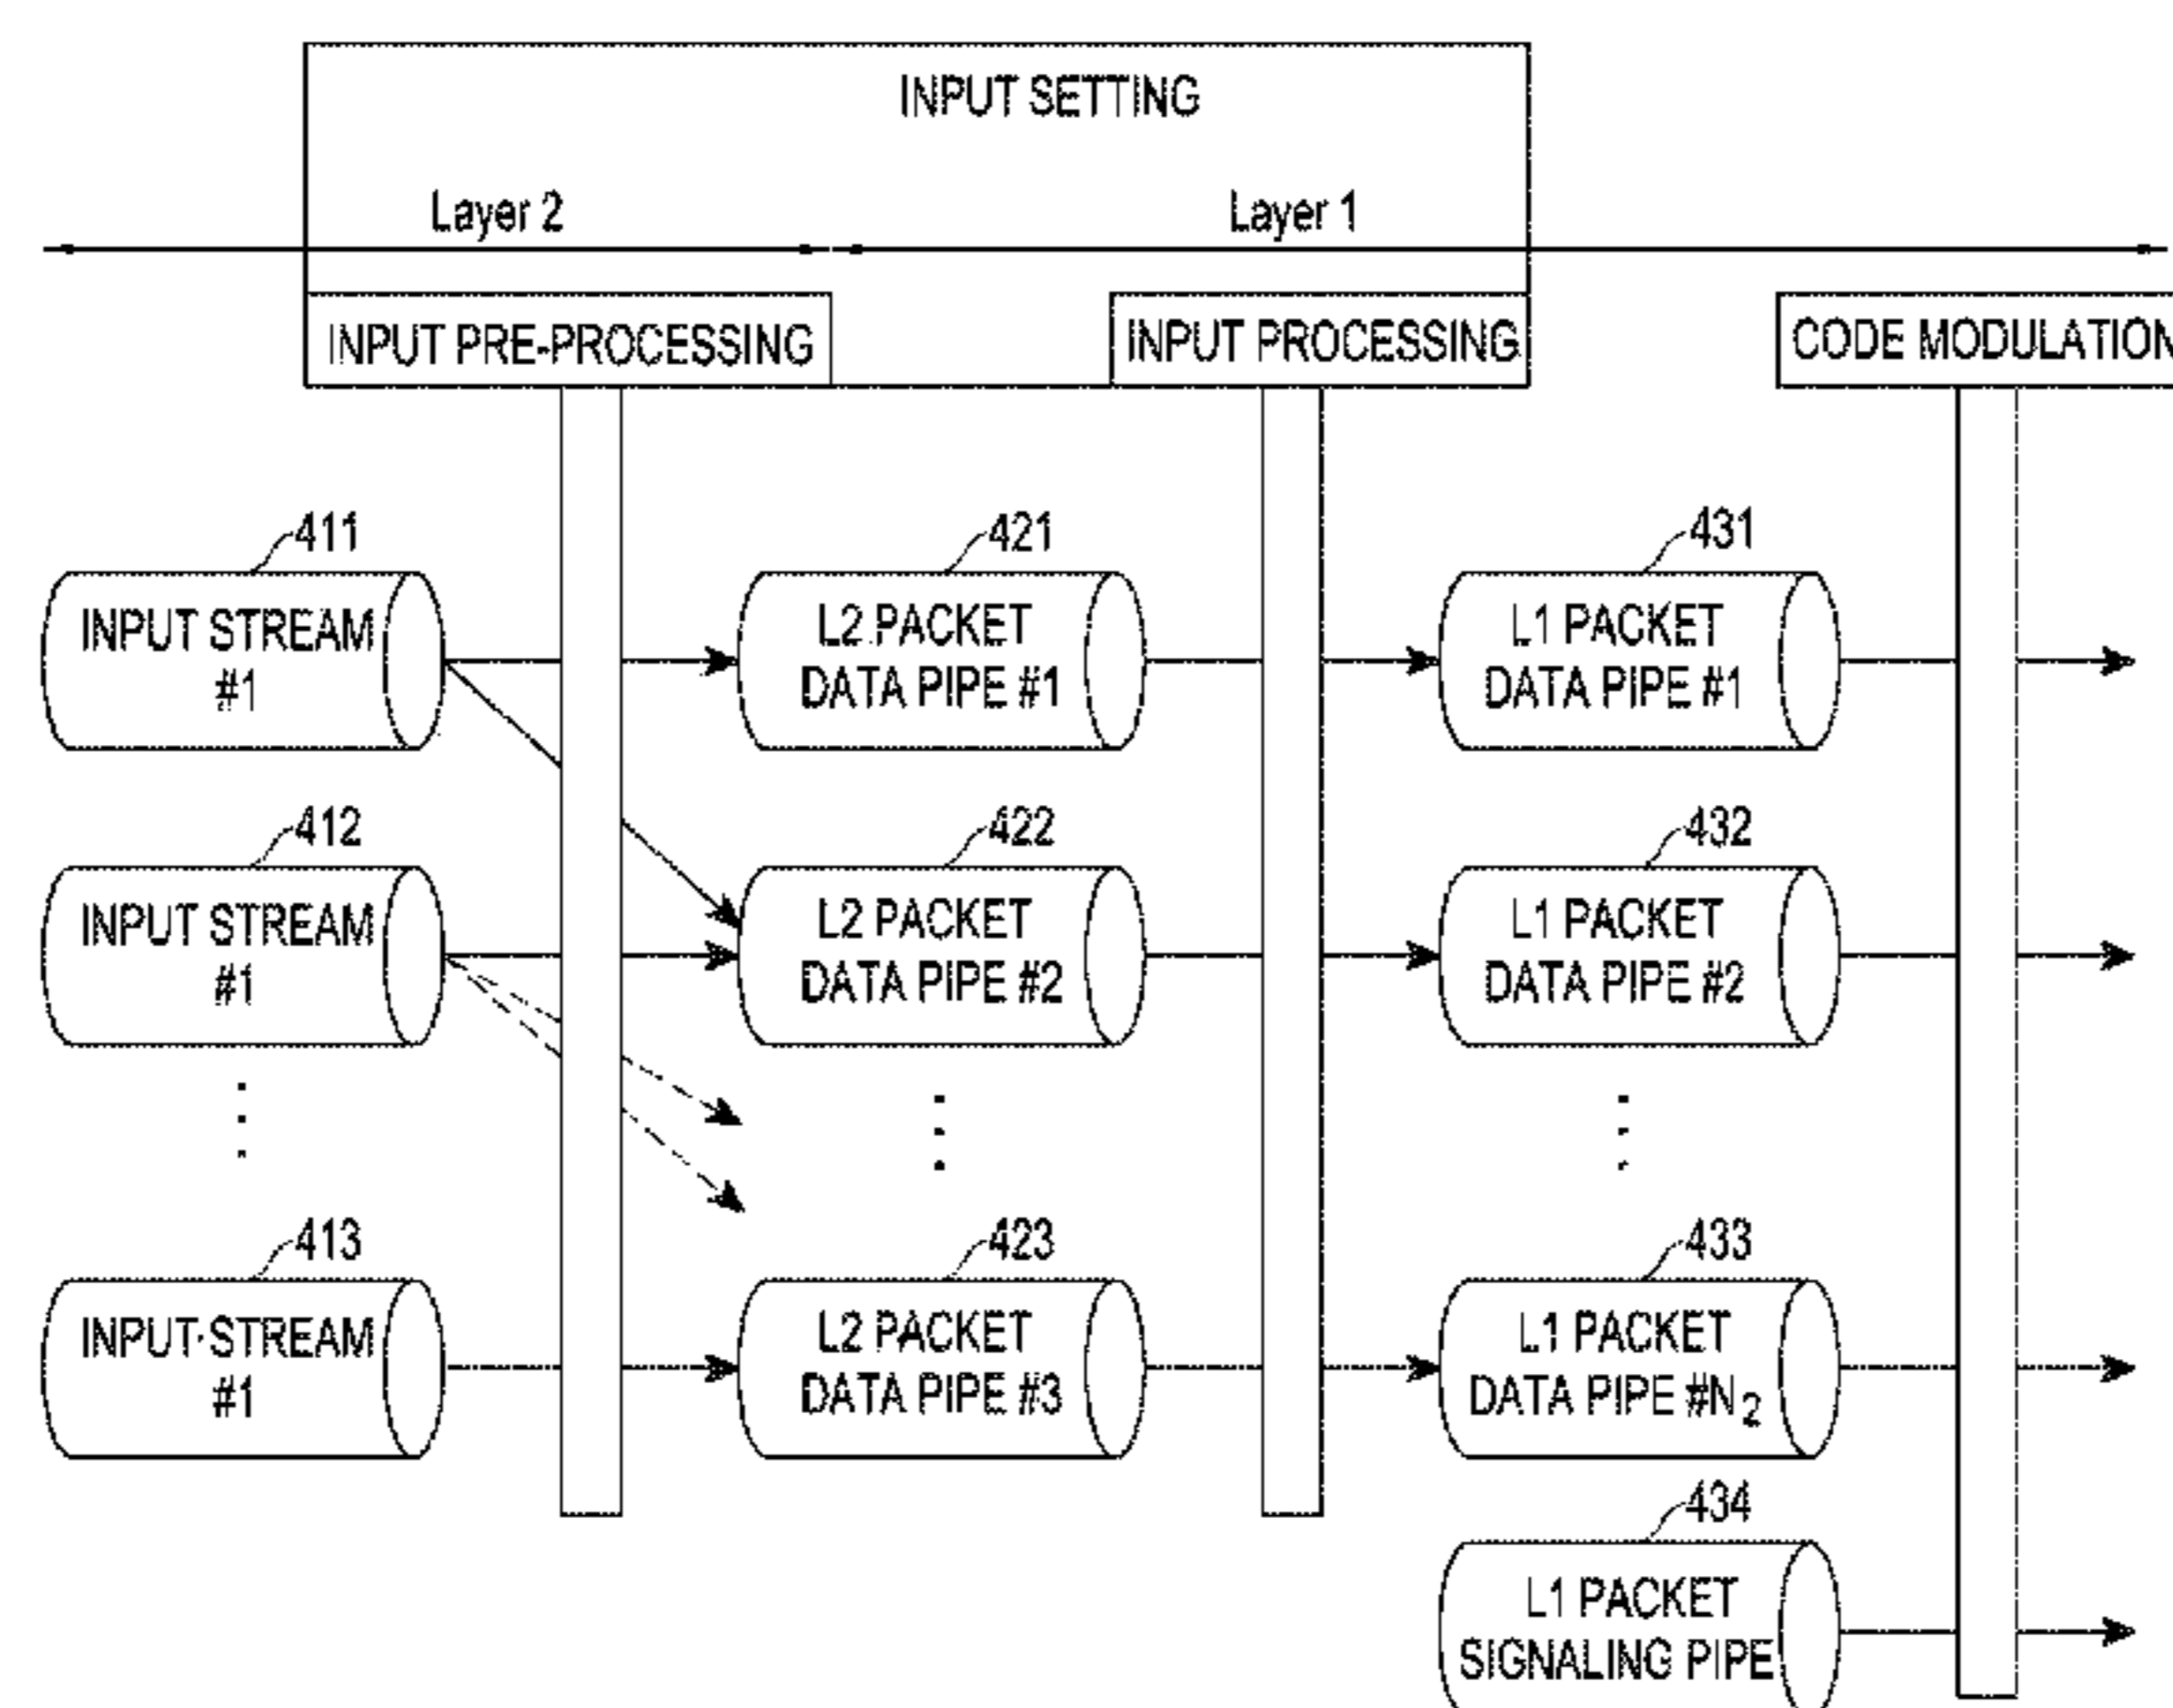 INPUT SETTING
Layer 2
Layer 1
INPUT PRE-PROCESSING
INPUT PROCESSING
CODE MODULATION
411
INPUT STREAM
#1
421
L2 PACKET
DATA PIPE #1
431
L1 PACKET
DATA PIPE #1
412
INPUT STREAM
#1
422
L2 PACKET
DATA PIPE #2
432
L1 PACKET
DATA PIPE #2
413
INPUT STREAM
#1
423
L2 PACKET
DATA PIPE #3
433
L1 PACKET
DATA PIPE #N2
434
L1 PACKET
SIGNALING PIPE